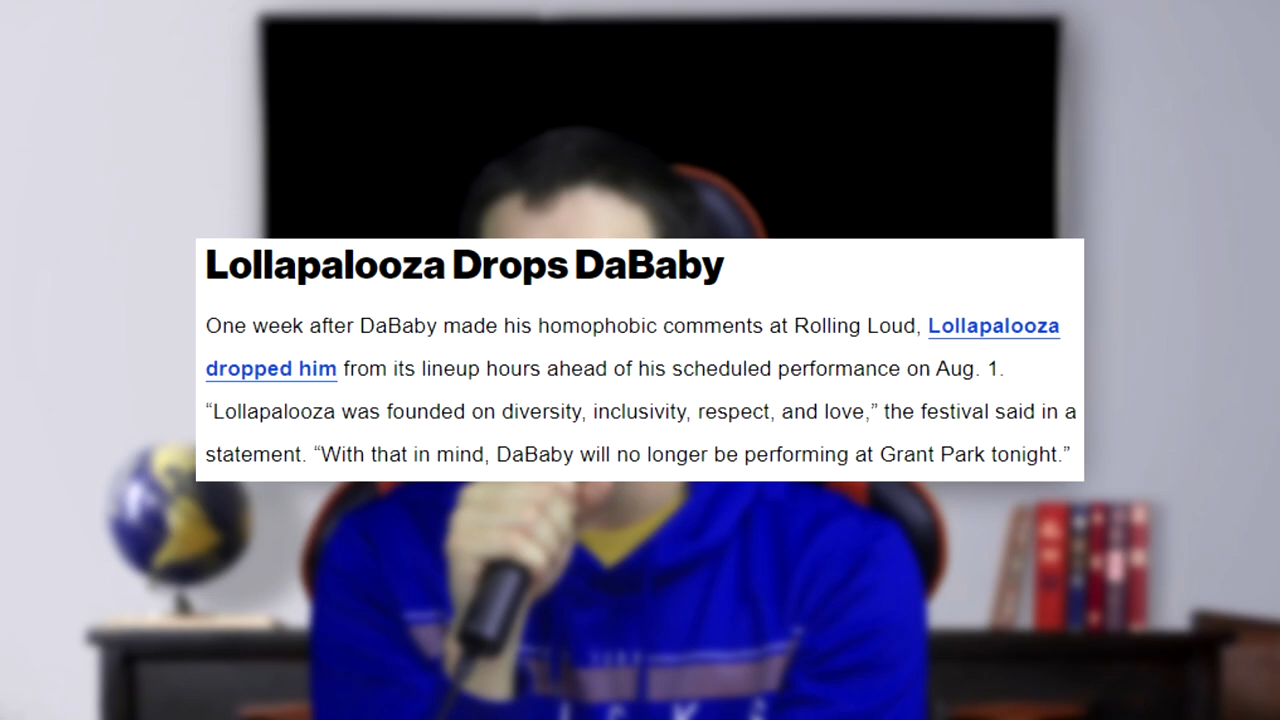 Lollapalooza Drops DaBaby
One week after DaBaby made his homophobic comments at Rolling Loud, Lollapalooza
dropped him from its lineup hours ahead of his scheduled performance on Aug. 1.
“Lollapalooza was founded on diversity, inclusivity, respect, and love,” the festival said in a
statement. “With that in mind, DaBaby will no longer be performing at Grant Park tonight.”